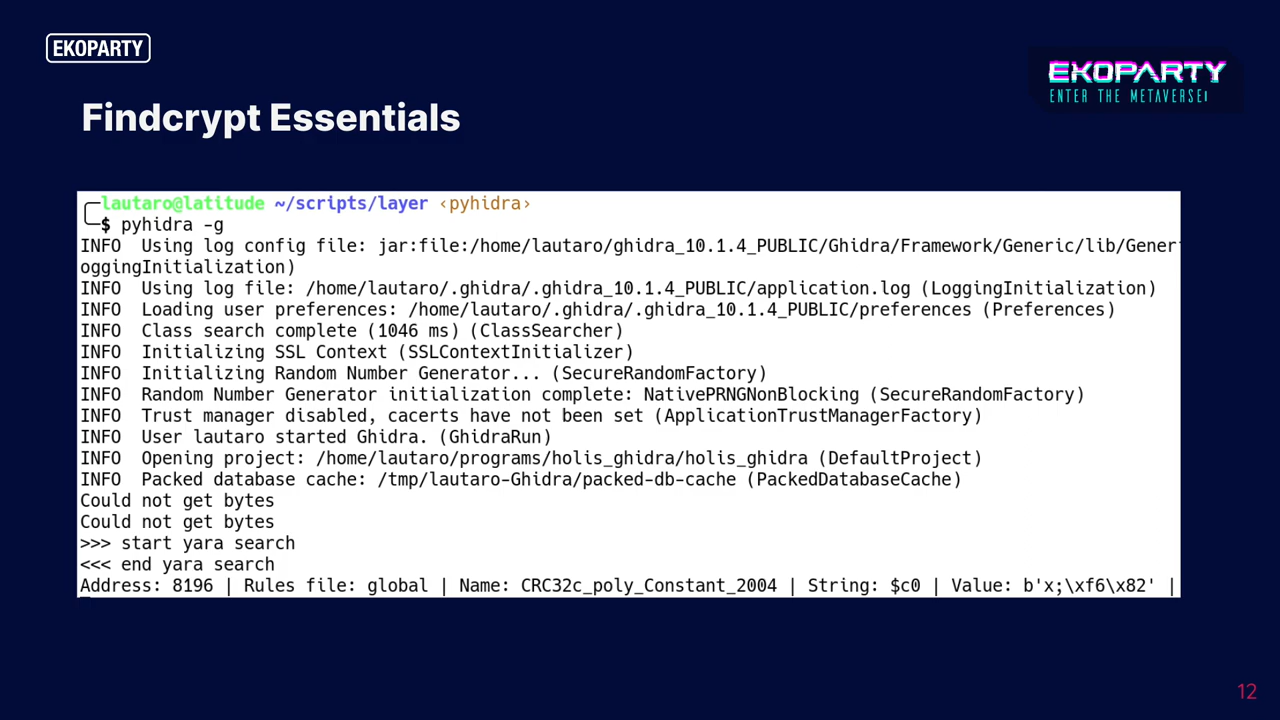 EKOPARTY
EKOPARTY
ENTER THE METAVERSE!
Findcrypt Essentials
lautaro@latitude ~/scripts/layer ‹pyhidra›
$ pyhidra -g
INFO  Using log config file: jar:file:/home/lautaro/ghidra_10.1.4_PUBLIC/Ghidra/Framework/Generic/lib/Gener
oggingInitialization)
INFO  Using log file: /home/lautaro/.ghidra/.ghidra_10.1.4_PUBLIC/application.log (LoggingInitialization)
INFO  Loading user preferences: /home/lautaro/.ghidra/.ghidra_10.1.4_PUBLIC/preferences (Preferences)
INFO  Class search complete (1046 ms) (ClassSearcher)
INFO  Initializing SSL Context (SSLContextInitializer)
INFO  Initializing Random Number Generator... (SecureRandomFactory)
INFO  Random Number Generator initialization complete: NativePRNGNonBlocking (SecureRandomFactory)
INFO  Trust manager disabled, cacerts have not been set (ApplicationTrustManagerFactory)
INFO  User lautaro started Ghidra. (GhidraRun)
INFO  Opening project: /home/lautaro/programs/holis_ghidra/holis_ghidra (DefaultProject)
INFO  Packed database cache: /tmp/lautaro-Ghidra/packed-db-cache (PackedDatabaseCache)
Could not get bytes
Could not get bytes
>>> start yara search
<<< end yara search
Address: 8196 | Rules file: global | Name: CRC32c_poly_Constant_2004 | String: $c0 | Value: b'x;\xf6\x82' |
12